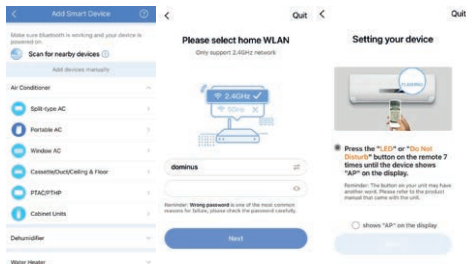 Add Smart Device
Make sure bluetooth is working and your device is
powered on.
Scan for nearby devices
Add devices manually
Air Conditioner
Split-type AC
Portable AC
Window AC
Cassette/Duct/Ceiling & Floor
PTAC/PTHP
Cabinet Units
Dehumidifier
Water Heater
Quit
Please select home WLAN
Only support 2.4GHz network
2.4GHz
5GHz
dominus
Reminder: Wrong password is one of the most common
reasons for failure, please check the password carefully.
Next
Quit
Setting your device
Press the "LED" or "Do Not
Disturb" button on the remote 7
times until the device shows
"AP" on the display.
Reminder: The button on your unit may have
another word. Please refer to the product
manual that came with the unit.
shows "AP" on the display